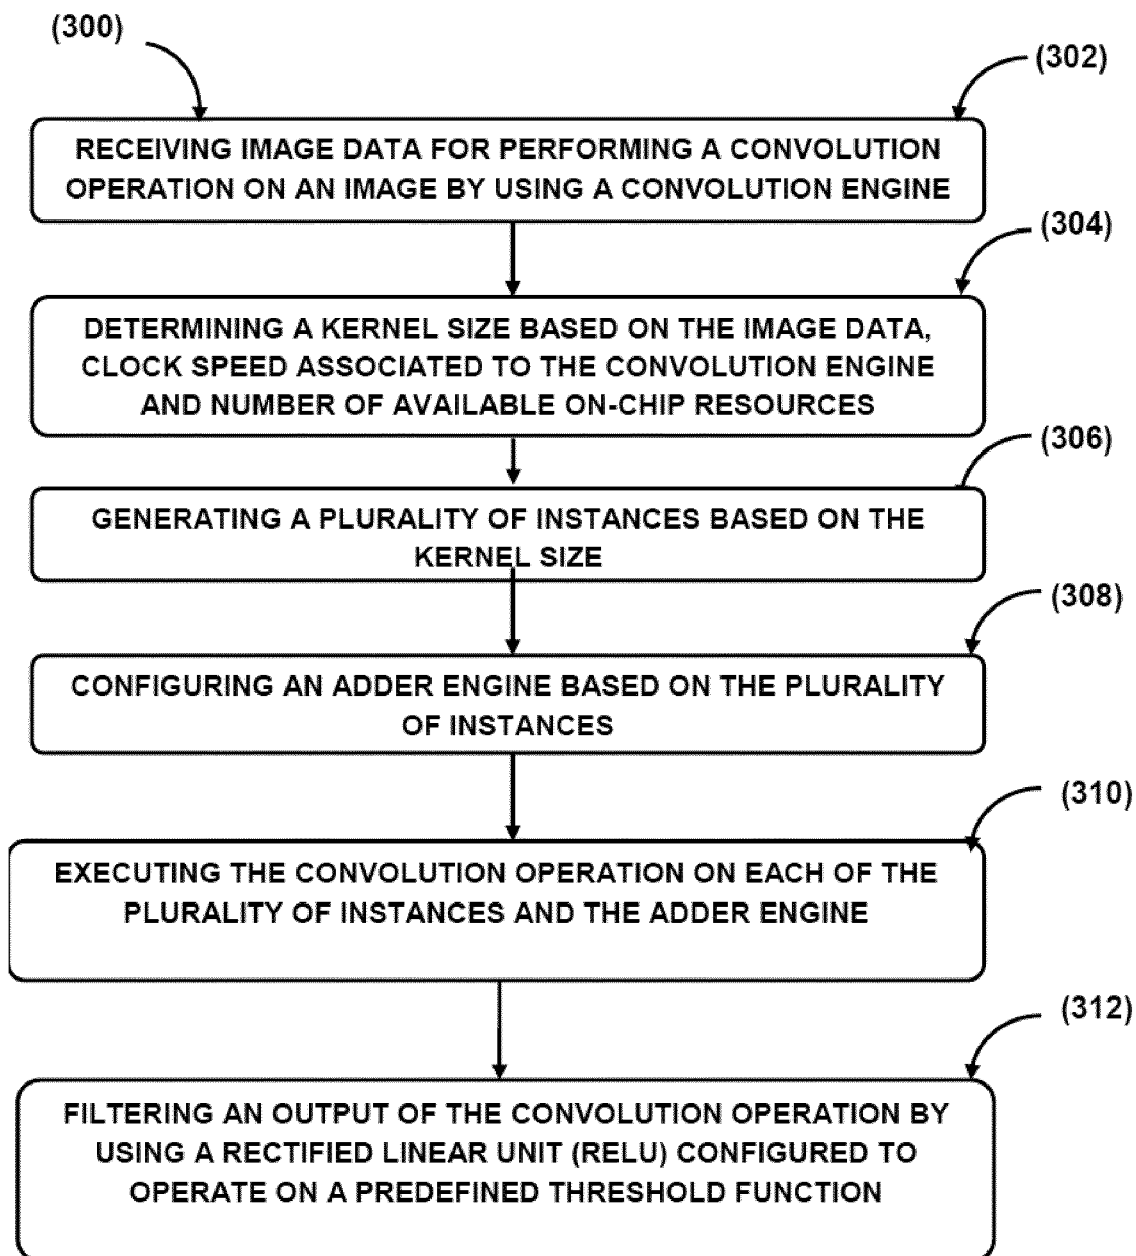 (300)
(302)
RECEIVING IMAGE DATA FOR PERFORMING A CONVOLUTION
OPERATION ON AN IMAGE BY USING A CONVOLUTION ENGINE
(304)
DETERMINING A KERNEL SIZE BASED ON THE IMAGE DATA,
CLOCK SPEED ASSOCIATED TO THE CONVOLUTION ENGINE
AND NUMBER OF AVAILABLE ON-CHIP RESOURCES
(306)
GENERATING A PLURALITY OF INSTANCES BASED ON THE
KERNEL SIZE
(308)
CONFIGURING AN ADDER ENGINE BASED ON THE PLURALITY
OF INSTANCES
(310)
EXECUTING THE CONVOLUTION OPERATION ON EACH OF THE
PLURALITY OF INSTANCES AND THE ADDER ENGINE
(312)
FILTERING AN OUTPUT OF THE CONVOLUTION OPERATION BY
USING A RECTIFIED LINEAR UNIT (RELU) CONFIGURED TO
OPERATE ON A PREDEFINED THRESHOLD FUNCTION